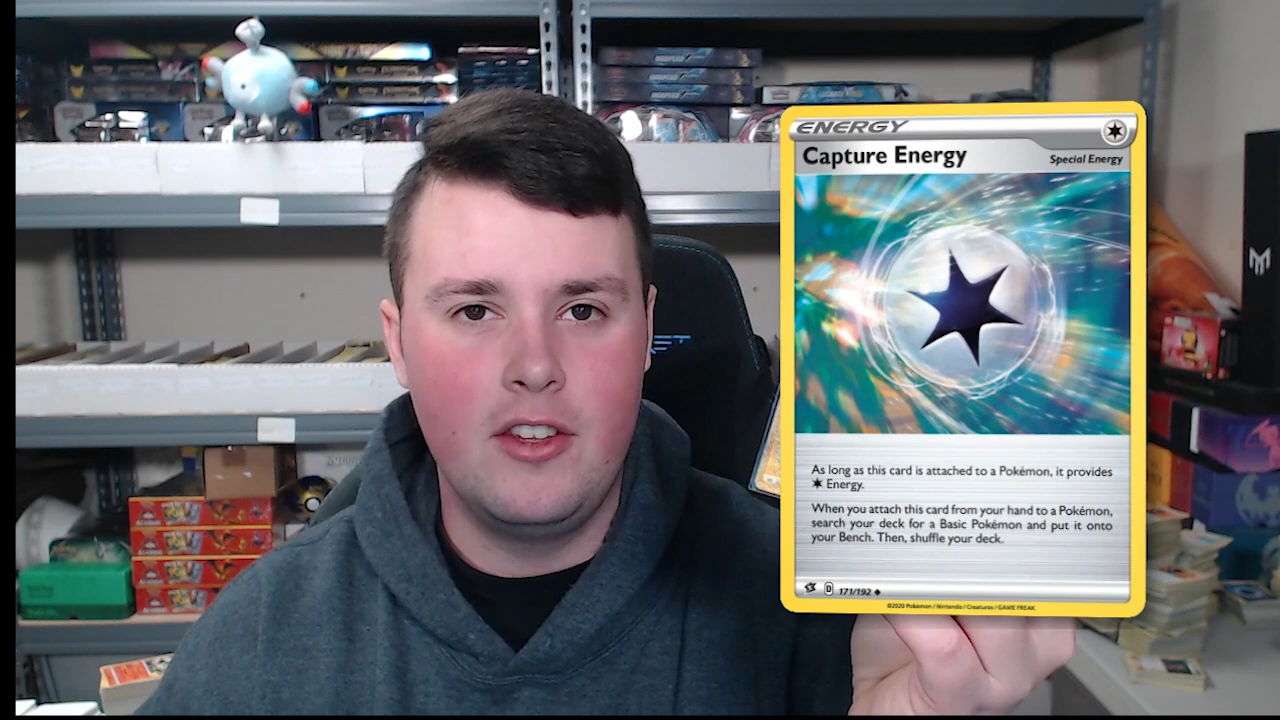 ENERGY
Capture Energy
Special Energy
As long as this card is attached to a Pokémon, it provides
Energy.
When you attach this card from your hand to a Pokémon,
search your deck for a Basic Pokémon and put it onto
your Bench. Then, shuffle your deck.
D 171/192
©2020 Pokémon / Nintendo / Creatures / GAME FREAK